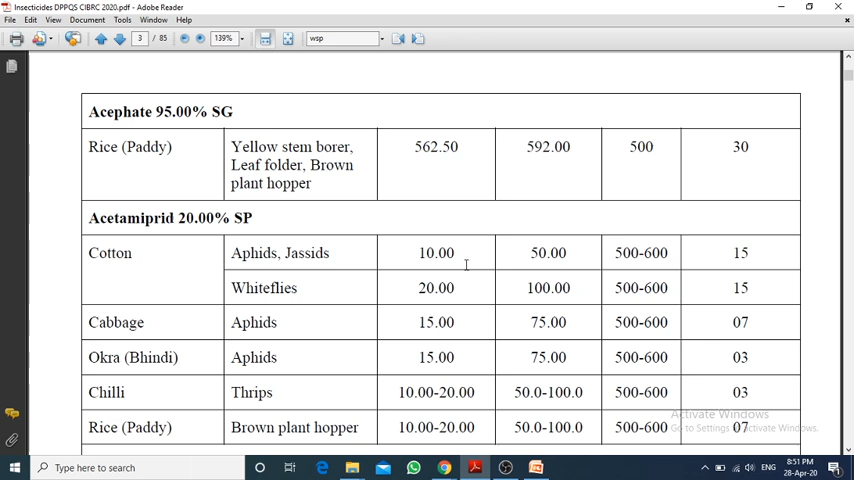 Insecticides DPPQS CIBRC 2020.pdf - Adobe Reader
File Edit View Document Tools Window Help
3 / 85 139% wsp
Acephate 95.00% SG
Rice (Paddy) Yellow stem borer, Leaf folder, Brown plant hopper 562.50 592.00 500 30
Acetamiprid 20.00% SP
Cotton Aphids, Jassids 10.00 50.00 500-600 15
Whiteflies 20.00 100.00 500-600 15
Cabbage Aphids 15.00 75.00 500-600 07
Okra (Bhindi) Aphids 15.00 75.00 500-600 03
Chilli Thrips 10.00-20.00 50.0-100.0 500-600 03
Rice (Paddy) Brown plant hopper 10.00-20.00 50.0-100.0 500-600 07
Activate Windows
Go to Settings to activate Windows.
Type here to search
ENG
8:51 PM
28-Apr-20
1